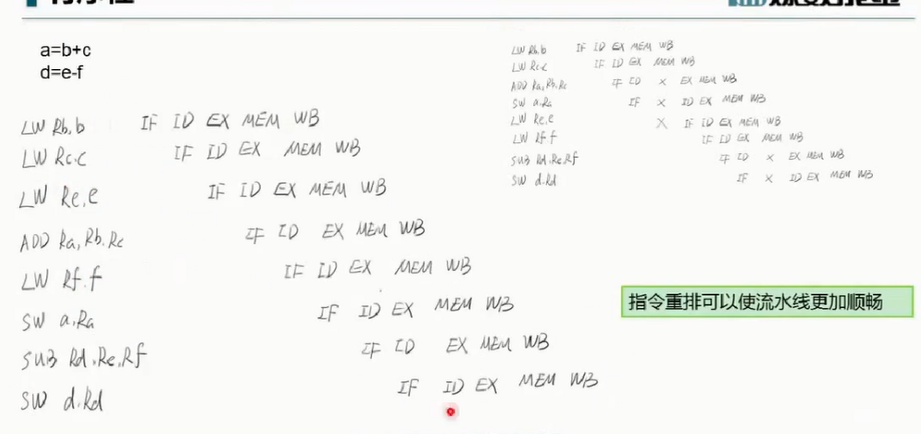 a=b+c
d=e-f
LW Rb,b IF ID EX MEM WB
LW Rc,c IF ID EX MEM WB
ADD Ra,Rb,Rc IF ID X EX MEM WB
SW a,Ra IF X ID EX MEM WB
LW Re,e X IF ID EX MEM WB
LW Rf,f IF ID EX MEM WB
SUB Rd,Re,Rf IF ID X EX MEM WB
SW d,Rd IF X ID EX MEM WB
LW Rb,b IF ID EX MEM WB
LW Rc,c IF ID EX MEM WB
LW Re,e IF ID EX MEM WB
ADD Ra,Rb,Rc IF ID EX MEM WB
LW Rf,f IF ID EX MEM WB
SW a,Ra IF ID EX MEM WB
SUB Rd,Re,Rf IF ID EX MEM WB
SW d,Rd IF ID EX MEM WB
指令重排可以使流水线更加顺畅